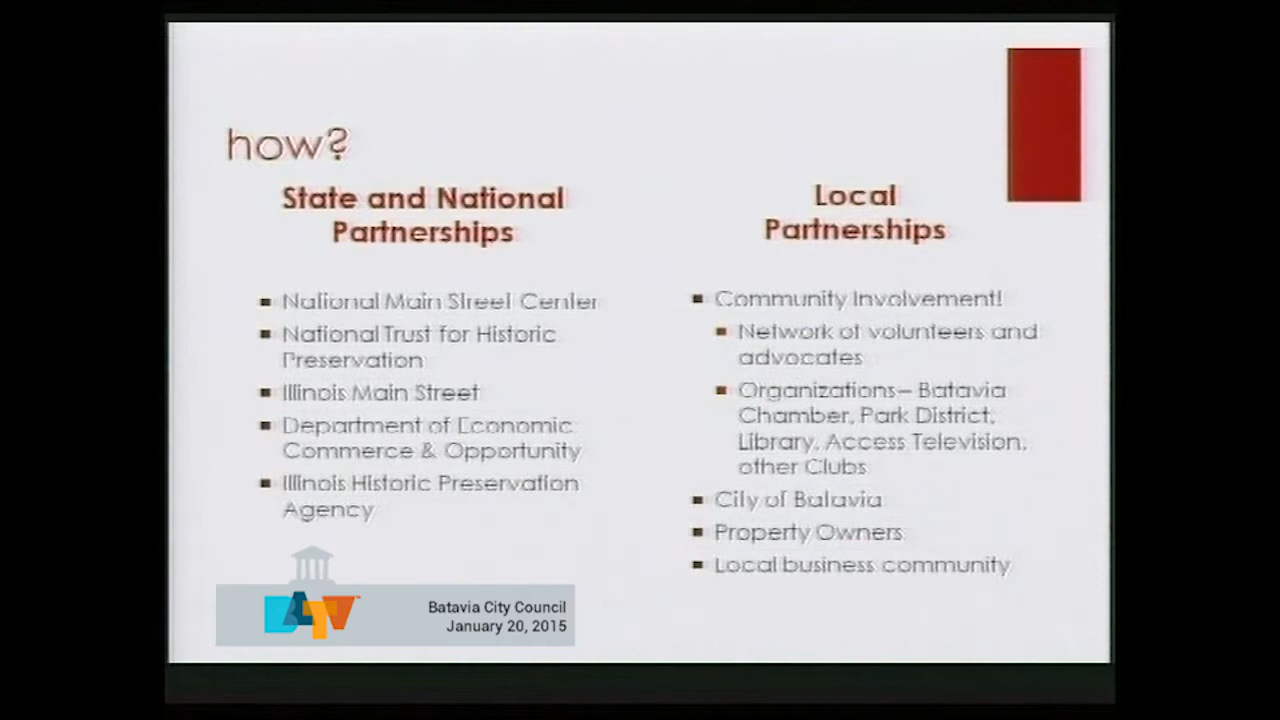 how?
State and National
Partnerships
National Main Street Center
National Trust for Historic
Preservation
Illinois Main Street
Department of Economic
Commerce & Opportunity
Illinois Historic Preservation
Agency
Local
Partnerships
Community Involvement!
Network of volunteers and
advocates
Organizations– Batavia
Chamber, Park District,
Library, Access Television,
other Clubs
City of Batavia
Property Owners
Local business community
BATV
Batavia City Council
January 20, 2015